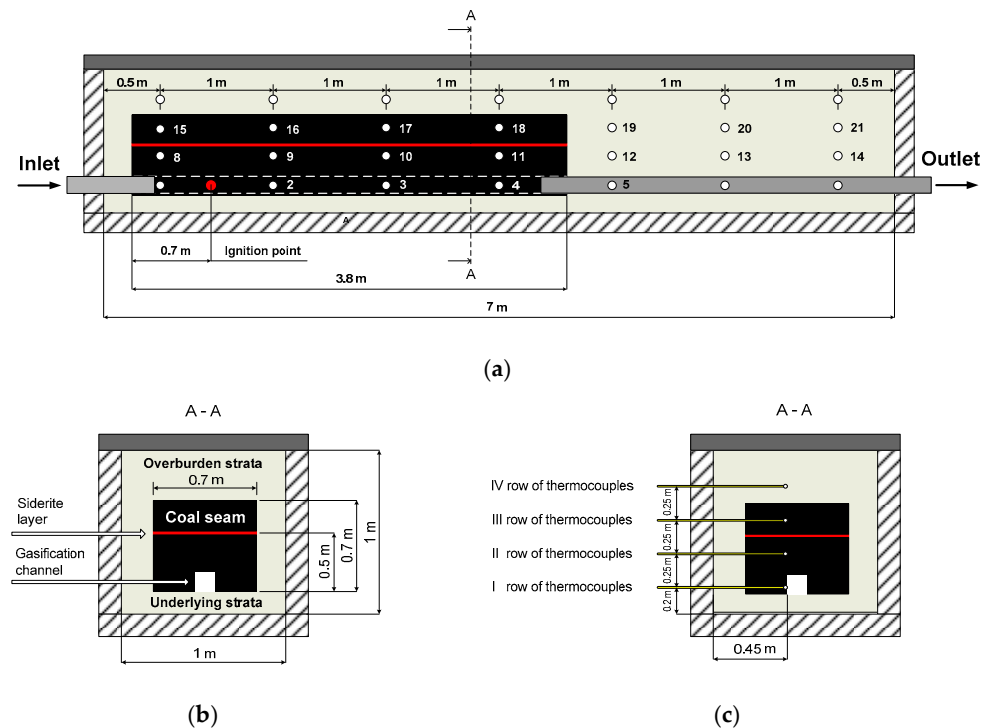 A
0.5 m 1 m 1 m 1 m 1 m 1 m 1 m 0.5 m
15 16 17 18 19 20 21
Inlet 8 9 10 11 12 13 14 Outlet
2 3 4 5
A
0.7 m Ignition point A
3.8 m
7 m
(a)
A - A
Overburden strata
0.7 m
Siderite
layer
Coal seam
Gasification
channel
0.5 m
0.7 m
1 m
Underlying strata
1 m
(b)
A - A
IV row of thermocouples
0.25 m
III row of thermocouples
0.25 m
II row of thermocouples
0.25 m
I row of thermocouples
0.2 m
0.45 m
(c)